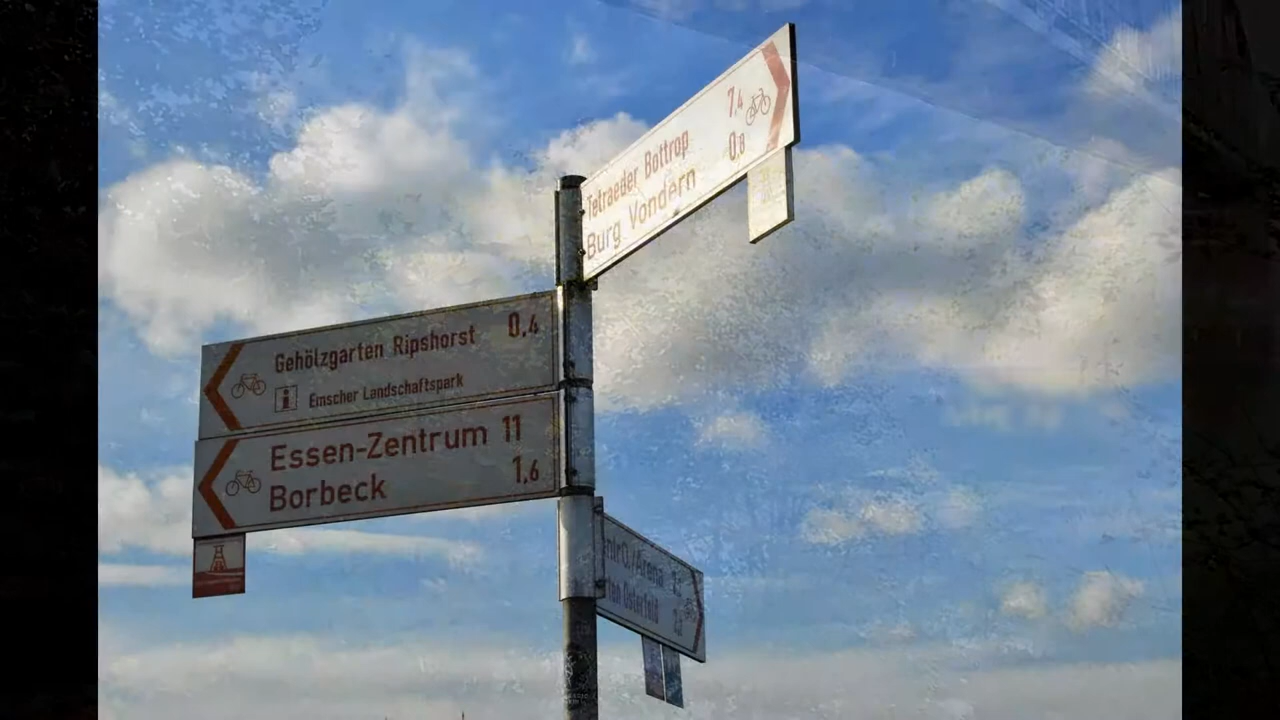 Tetraeder Bottrop 7,4
Burg Vondern 0,8
Gehölzgarten Ripshorst 0,4
i Emscher Landschaftspark
Essen-Zentrum 11
Borbeck 1,6